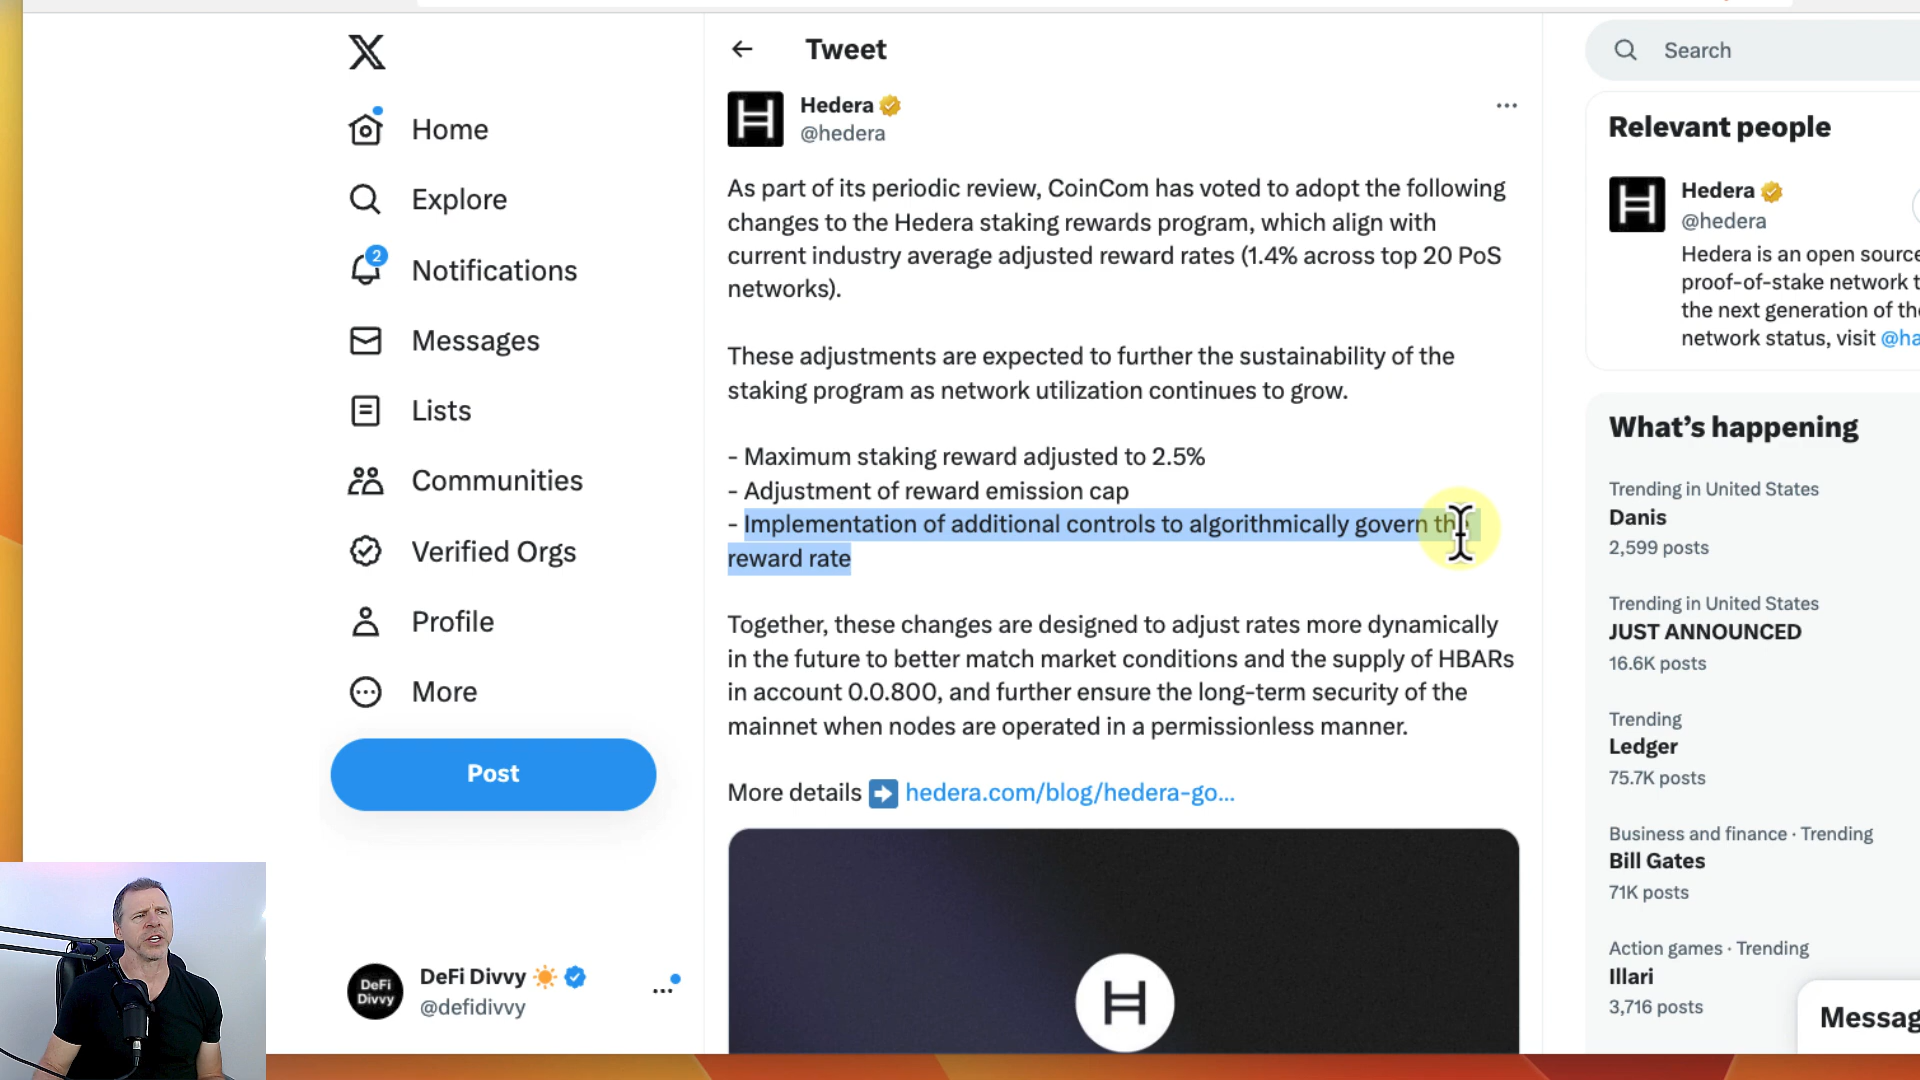 Home
Explore
2
Notifications
Messages
Lists
Communities
Verified Orgs
Profile
More
Post
DeFi Divvy
DeFi Divvy
@defidivvy
Tweet
Hedera
@hedera
As part of its periodic review, CoinCom has voted to adopt the following
changes to the Hedera staking rewards program, which align with
current industry average adjusted reward rates (1.4% across top 20 PoS
networks).
These adjustments are expected to further the sustainability of the
staking program as network utilization continues to grow.
- Maximum staking reward adjusted to 2.5%
- Adjustment of reward emission cap
- Implementation of additional controls to algorithmically govern the
reward rate
Together, these changes are designed to adjust rates more dynamically
in the future to better match market conditions and the supply of HBARs
in account 0.0.800, and further ensure the long-term security of the
mainnet when nodes are operated in a permissionless manner.
More details ➡ hedera.com/blog/hedera-go...
Search
Relevant people
Hedera
@hedera
Hedera is an open source
proof-of-stake network t
the next generation of the
network status, visit @ha
What's happening
Trending in United States
Danis
2,599 posts
Trending in United States
JUST ANNOUNCED
16.6K posts
Trending
Ledger
75.7K posts
Business and finance · Trending
Bill Gates
71K posts
Action games · Trending
Illari
3,716 posts
Messag